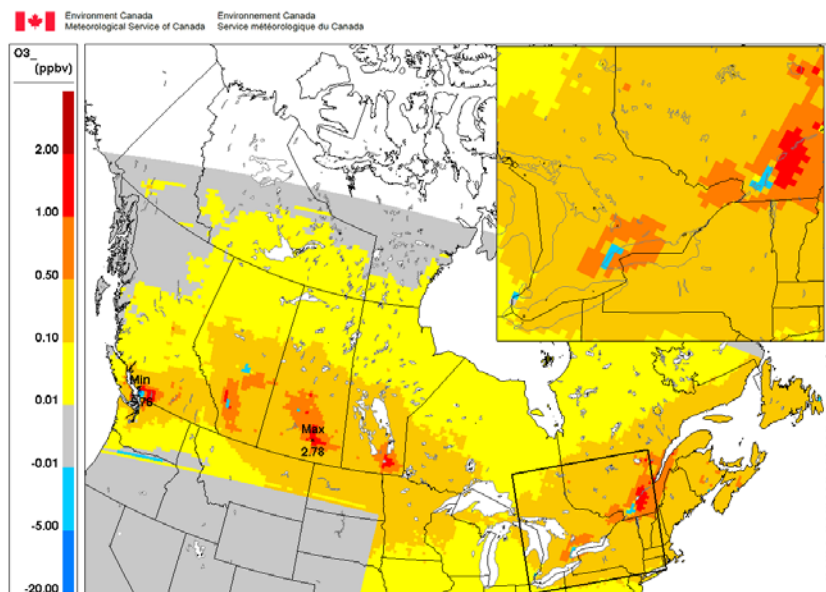 Environment Canada Environnement Canada
Meteorological Service of Canada Service météorologique du Canada
O3_
(ppbv)
2.00
1.00
0.50
0.10
0.01
-0.01
-5.00
-20.00
Min
Max
2.78